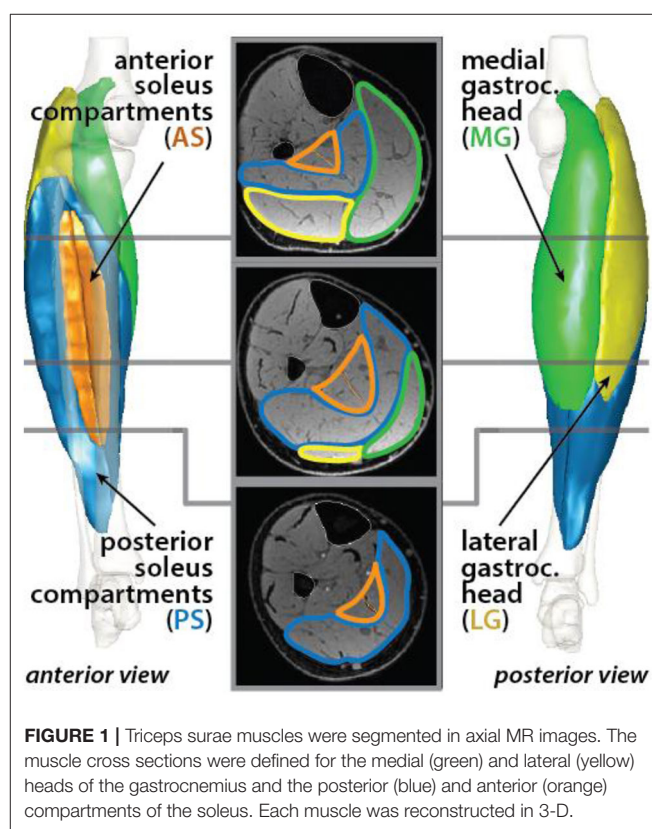 anterior
soleus
compartments
(AS)
medial
gastroc.
head
(MG)
posterior
soleus
compartments
(PS)
lateral
gastroc.
head
(LG)
anterior view
posterior view
FIGURE 1 | Triceps surae muscles were segmented in axial MR images. The
muscle cross sections were defined for the medial (green) and lateral (yellow)
heads of the gastrocnemius and the posterior (blue) and anterior (orange)
compartments of the soleus. Each muscle was reconstructed in 3-D.